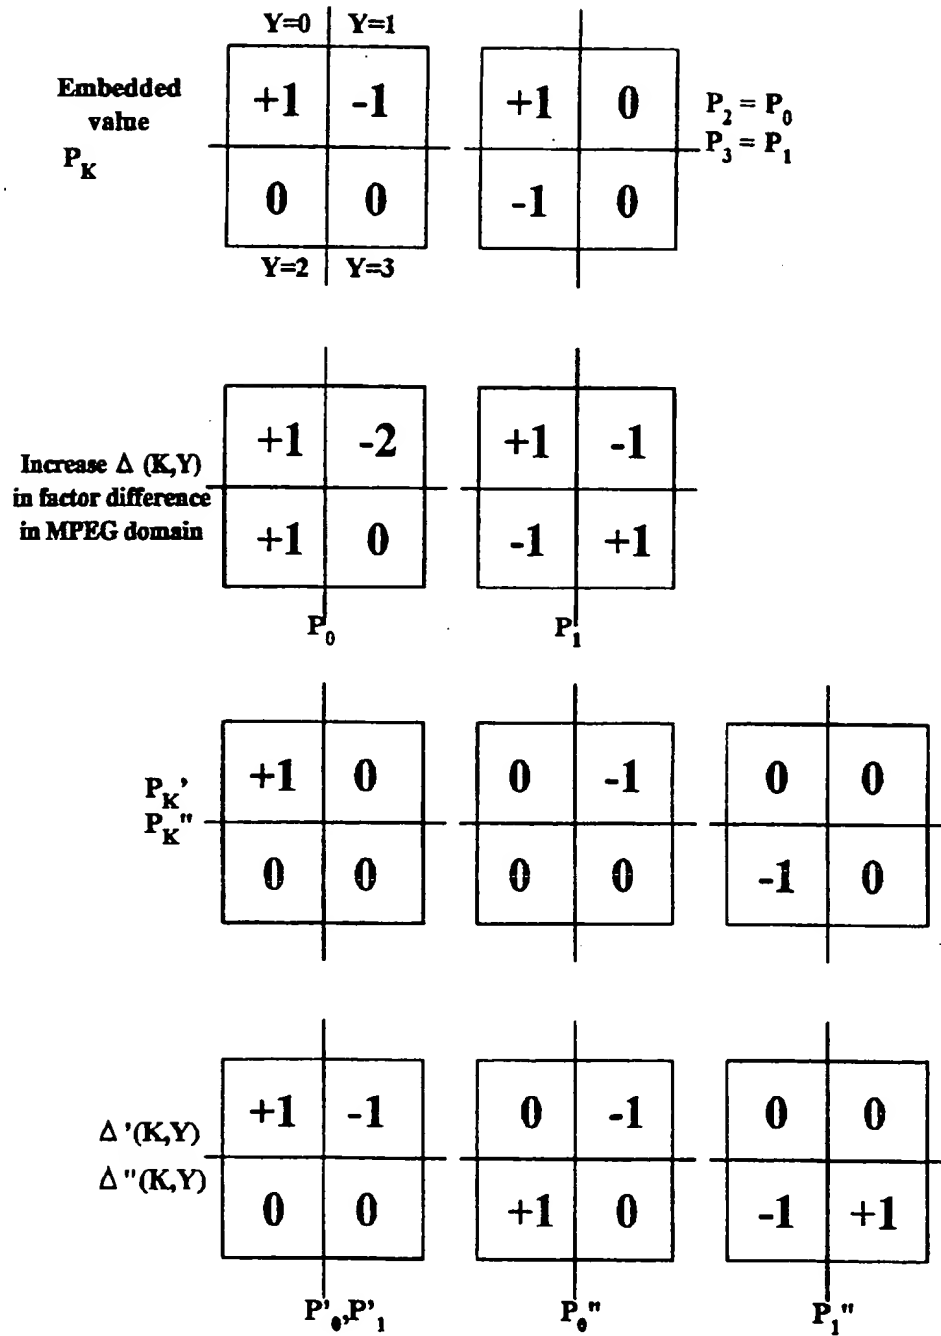 Y=0 Y=1
Embedded
value
P_K
+1 -1 +1 0
P_2 = P_0
P_3 = P_1
0 0 -1 0
Y=2 Y=3
+1 -2 +1 -1
Increase Δ (K,Y)
in factor difference
in MPEG domain
+1 0 -1 +1
P_0 P_1
P_K'
P_K"
+1 0 0 -1 0 0
0 0 0 0 -1 0
+1 -1 0 -1 0 0
Δ '(K,Y)
Δ "(K,Y)
0 0 +1 0 -1 +1
P'_0,P'_1 P_0" P_1"